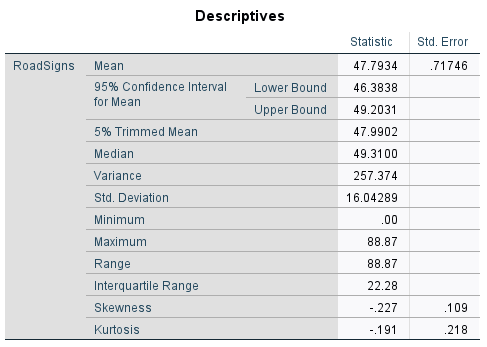 Descriptives
Statistic Std. Error
RoadSigns Mean 47.7934 .71746
95% Confidence Interval for Mean Lower Bound 46.3838
Upper Bound 49.2031
5% Trimmed Mean 47.9902
Median 49.3100
Variance 257.374
Std. Deviation 16.04289
Minimum .00
Maximum 88.87
Range 88.87
Interquartile Range 22.28
Skewness -.227 .109
Kurtosis -.191 .218